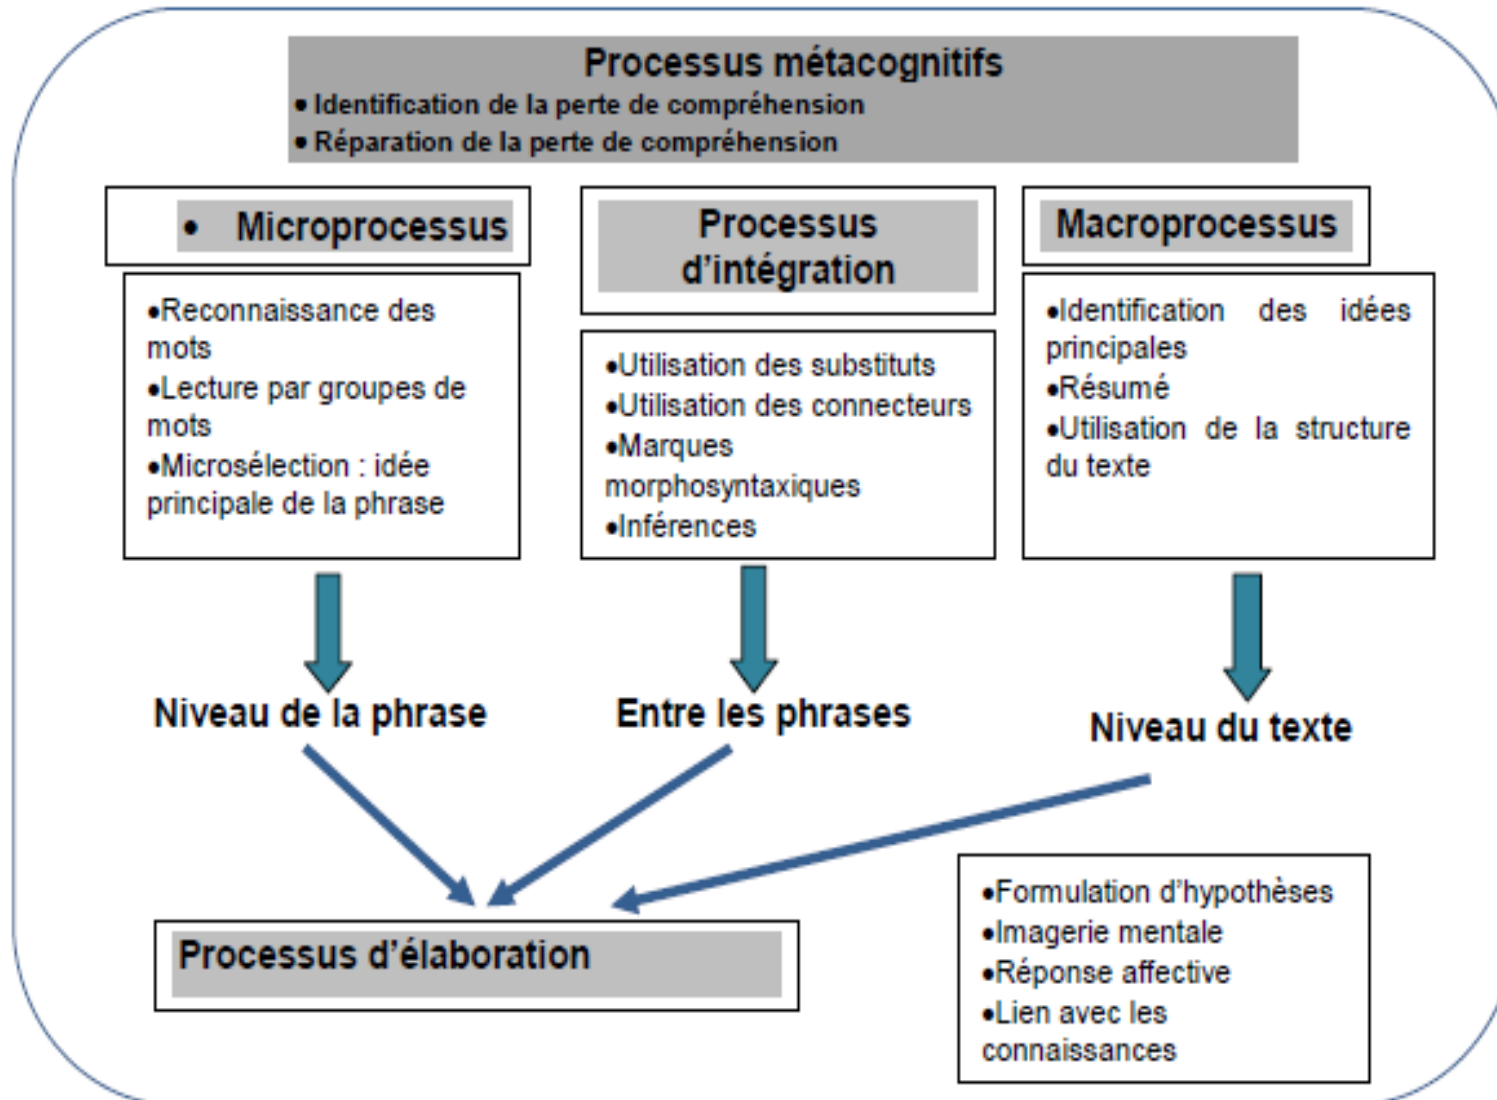 Processus métacognitifs
• Identification de la perte de compréhension
• Réparation de la perte de compréhension
• Microprocessus
•Reconnaissance des
mots
•Lecture par groupes de
mots
•Microsélection : idée
principale de la phrase
Niveau de la phrase
Processus
d’intégration
•Utilisation des substituts
•Utilisation des connecteurs
•Marques
morphosyntaxiques
•Inférences
Entre les phrases
Macroprocessus
•Identification des idées
principales
•Résumé
•Utilisation de la structure
du texte
Niveau du texte
Processus d’élaboration
•Formulation d’hypothèses
•Imagerie mentale
•Réponse affective
•Lien avec les
connaissances